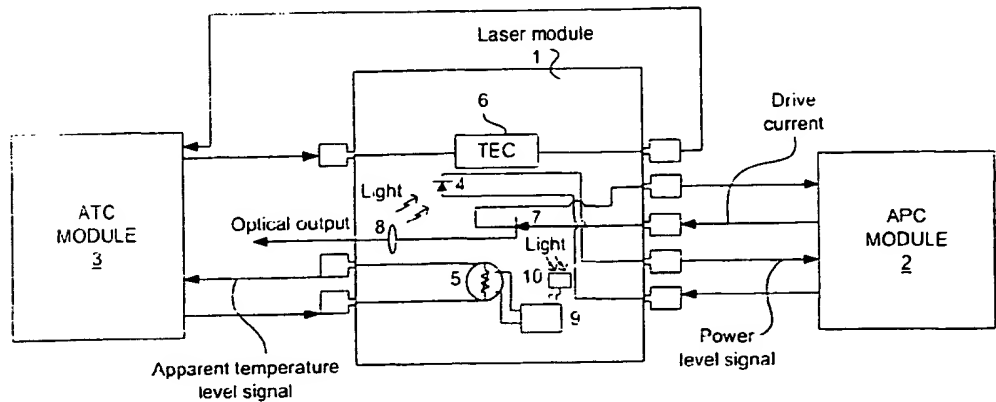 Laser module
1
6
TEC
Drive
current
4
Light
ATC
MODULE
3
Optical output
8
7
APC
MODULE
2
Light
5
10
9
Apparent temperature
level signal
Power
level signal